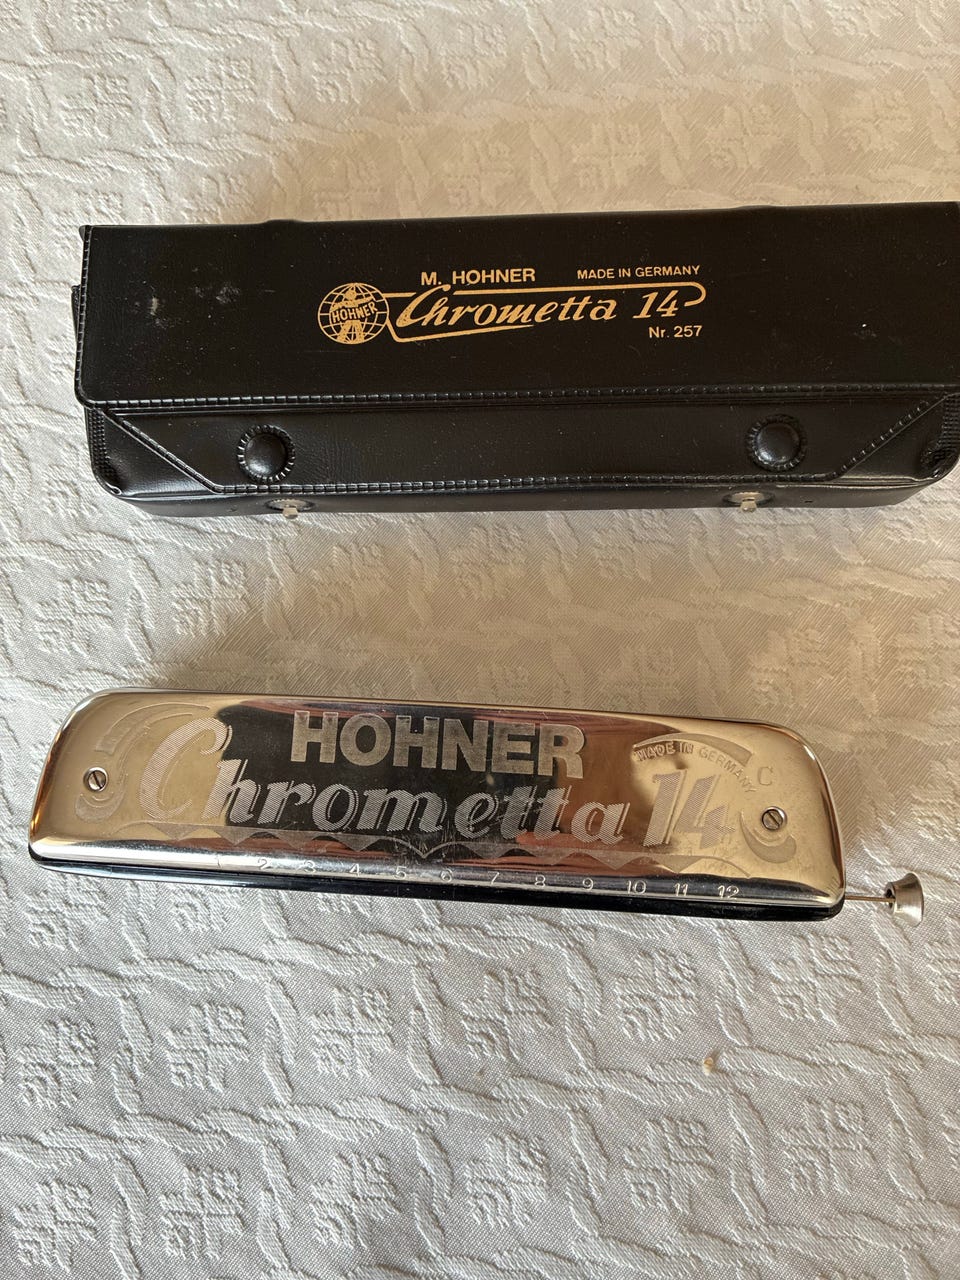 M. HOHNER MADE IN GERMANY
HOHNER
Chrometta 14
Nr. 257
HOHNER
MADE IN GERMANY
C
Chrometta 14
2 3 4 5 6 7 8 9 10 11 12